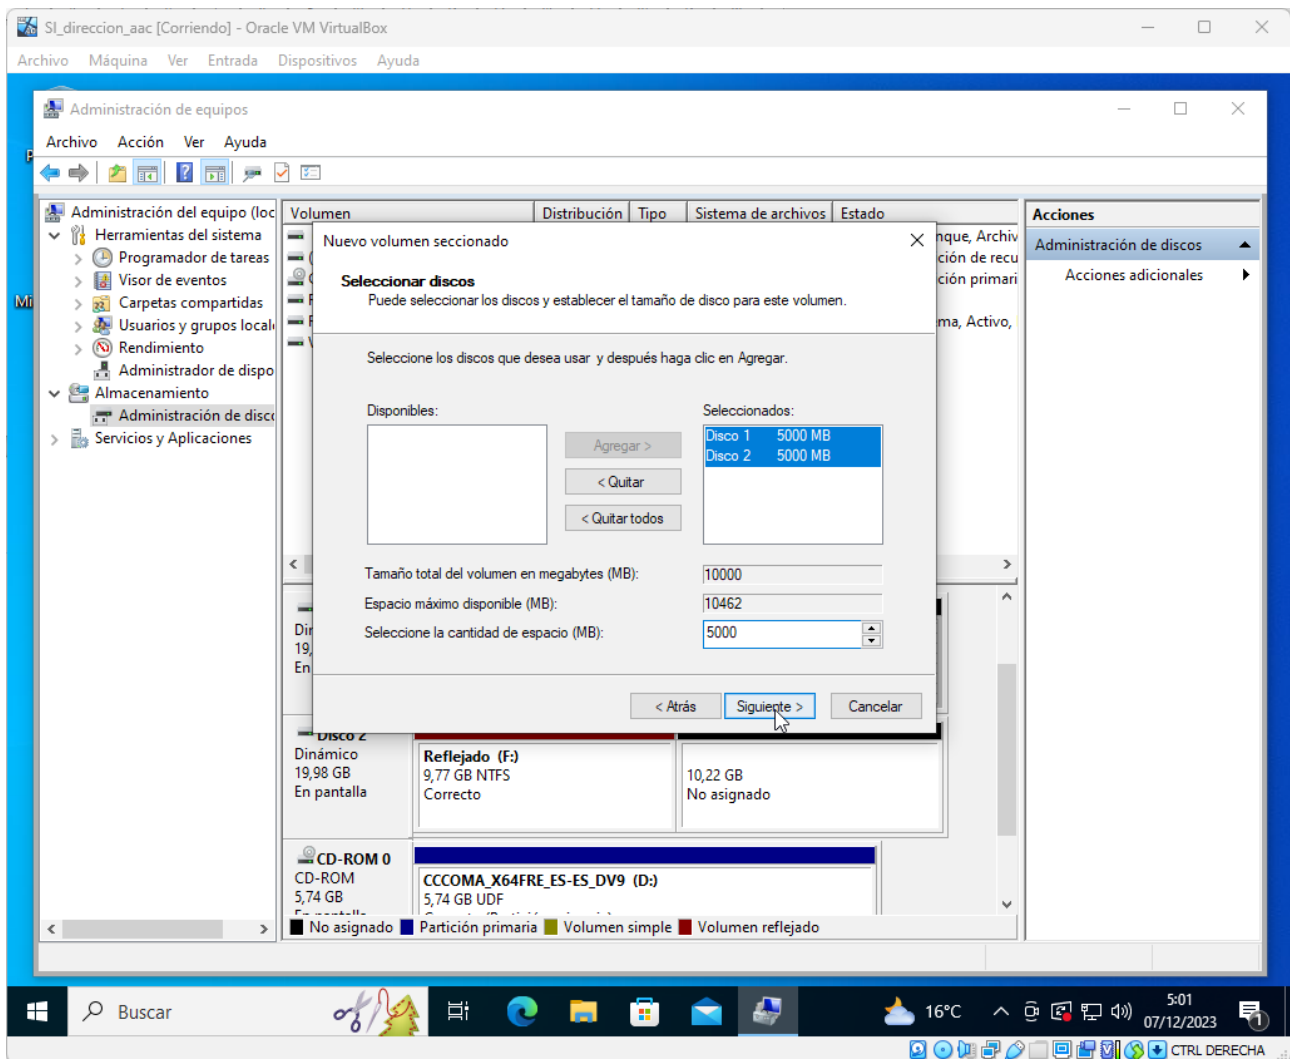 SI_direccion_aac [Corriendo] - Oracle VM VirtualBox
Archivo Máquina Ver Entrada Dispositivos Ayuda
Administración de equipos
Archivo Acción Ver Ayuda
Administración del equipo (loc
Herramientas del sistema
Programador de tareas
Visor de eventos
Carpetas compartidas
Usuarios y grupos local
Rendimiento
Administrador de dispo
Almacenamiento
Administración de disco
Servicios y Aplicaciones
Volumen Distribución Tipo Sistema de archivos Estado
nque, Archiv
ción de recu
ción primari
ma, Activo,
Nuevo volumen seccionado
Seleccionar discos
Puede seleccionar los discos y establecer el tamaño de disco para este volumen.
Seleccione los discos que desea usar y después haga clic en Agregar.
Disponibles: Seleccionados:
Disco 1 5000 MB
Disco 2 5000 MB
Agregar >
< Quitar
< Quitar todos
Tamaño total del volumen en megabytes (MB): 10000
Espacio máximo disponible (MB): 10462
Seleccione la cantidad de espacio (MB): 5000
< Atrás Siguiente > Cancelar
Acciones
Administración de discos
Acciones adicionales
Mi
Dir
19,
En
Disco 2
Dinámico
19,98 GB
En pantalla
Reflejado (F:)
9,77 GB NTFS
Correcto
10,22 GB
No asignado
CD-ROM 0
CD-ROM
5,74 GB
CCCOMA_X64FRE_ES-ES_DV9 (D:)
5,74 GB UDF
No asignado Partición primaria Volumen simple Volumen reflejado
Buscar
16°C
5:01
07/12/2023
1
CTRL DERECHA